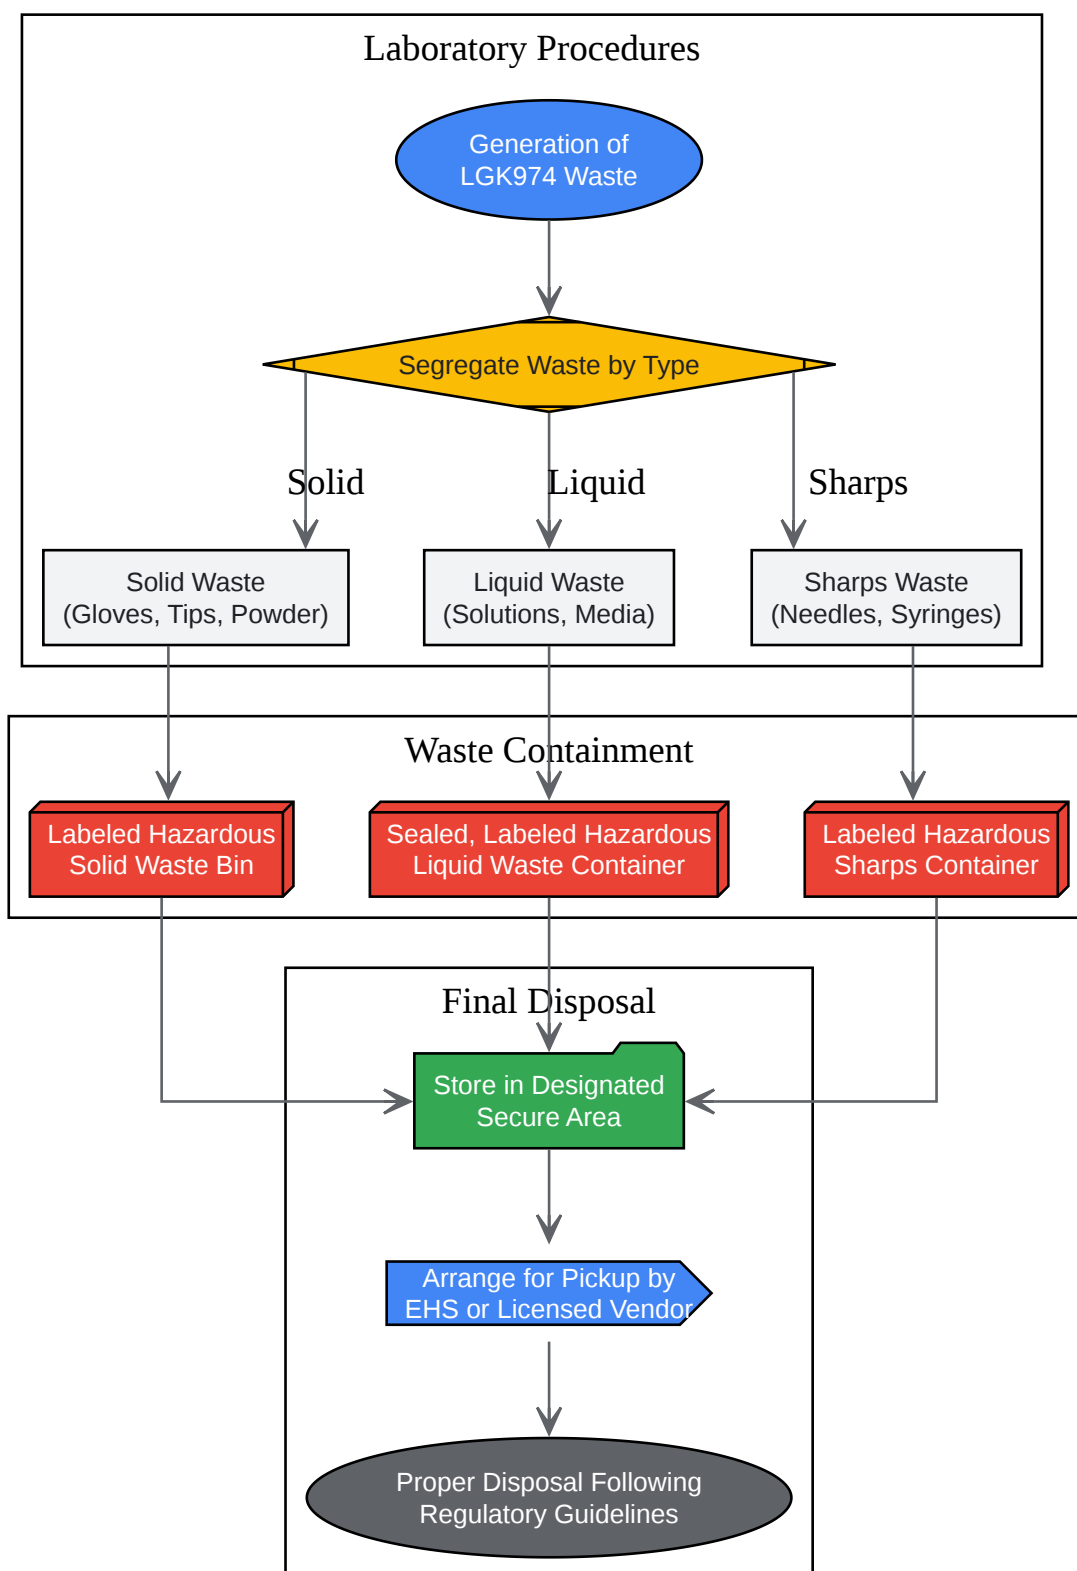 Laboratory Procedures
Generation of
LGK974 Waste
Segregate Waste by Type
Solid
Liquid
Sharps
Solid Waste
(Gloves, Tips, Powder)
Liquid Waste
(Solutions, Media)
Sharps Waste
(Needles, Syringes)
Waste Containment
Labeled Hazardous
Solid Waste Bin
Sealed, Labeled Hazardous
Liquid Waste Container
Labeled Hazardous
Sharps Container
Final Disposal
Store in Designated
Secure Area
Arrange for Pickup by
EHS or Licensed Vendor
Proper Disposal Following
Regulatory Guidelines